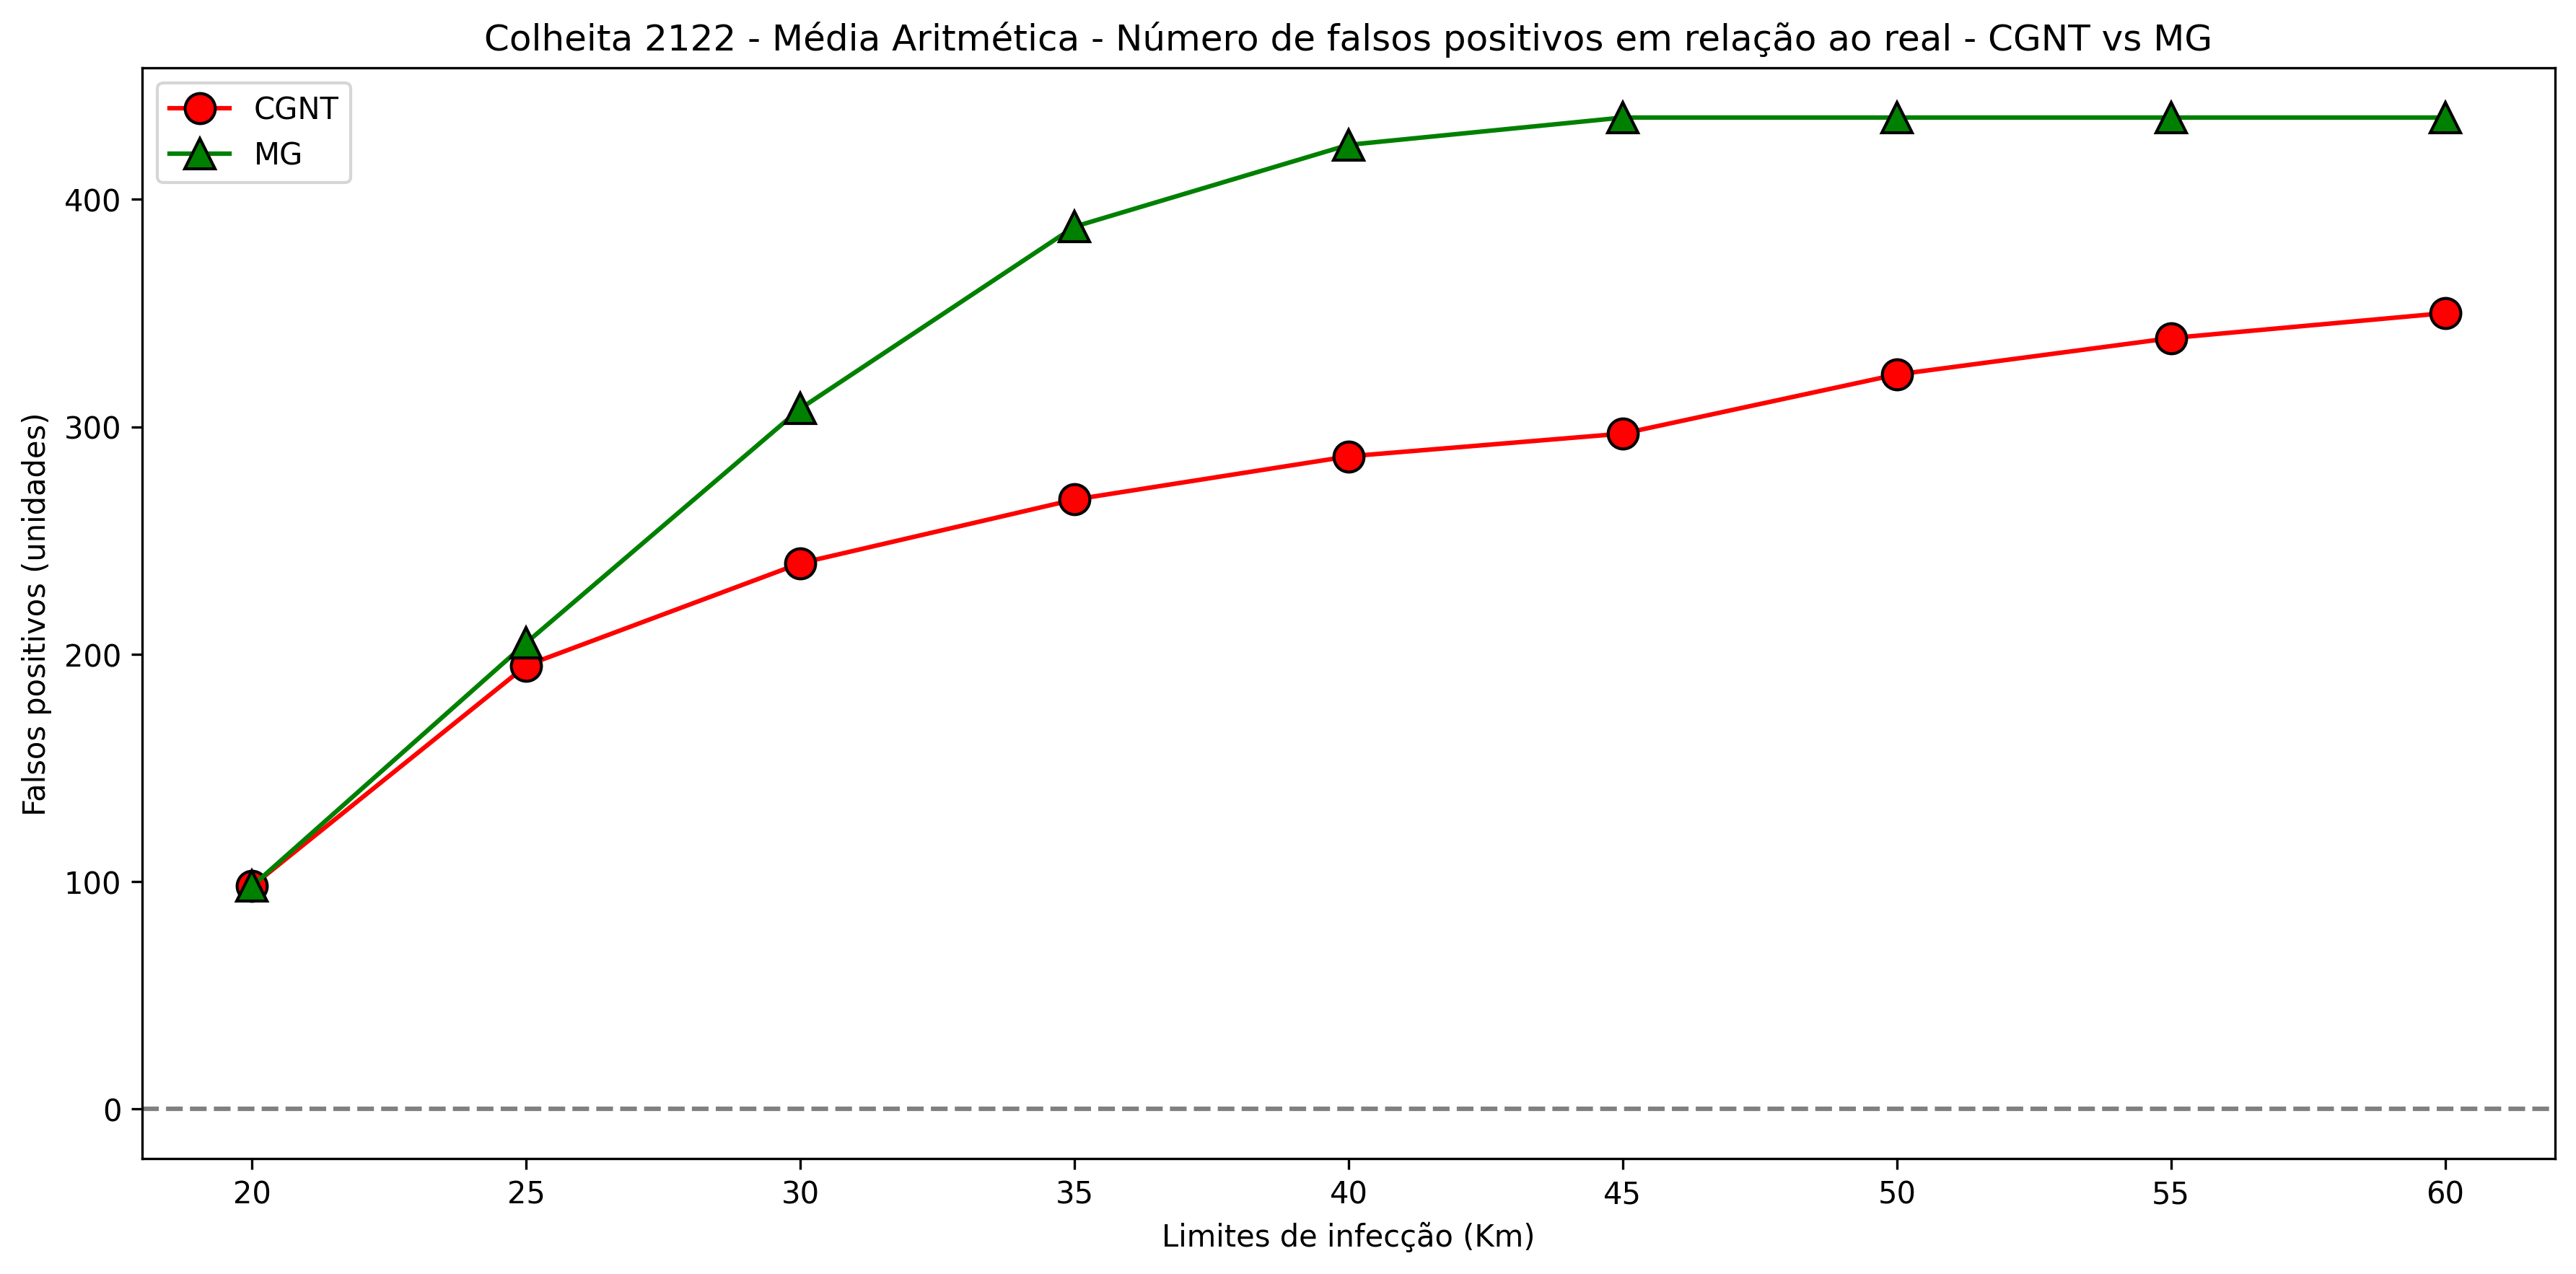 Colheita 2122 - Média Aritmética - Número de falsos positivos em relação ao real - CGNT vs MG
CGNT
MG
Falsos positivos (unidades)
400
300
200
100
0
20 25 30 35 40 45 50 55 60
Limites de infecção (Km)